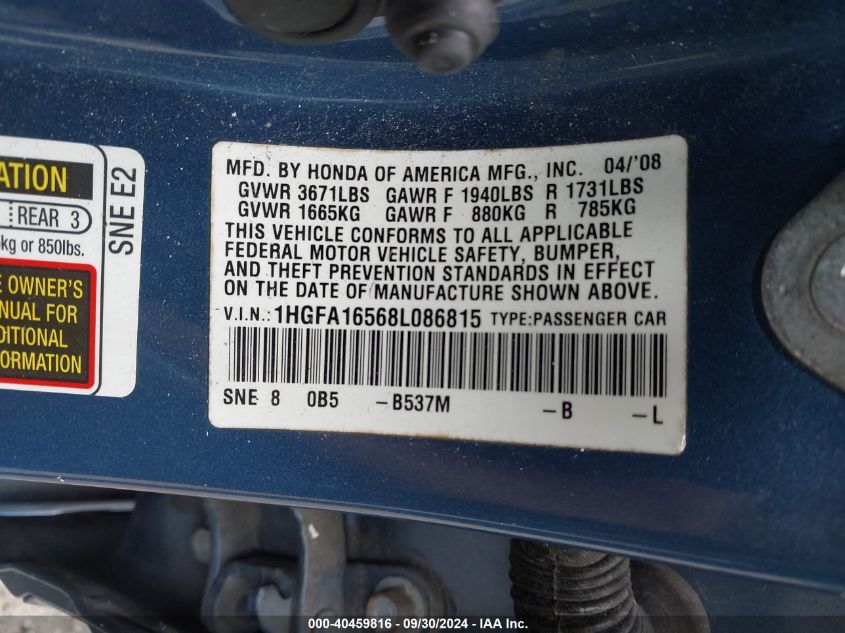 ATION
REAR 3
kg or 850lbs.
E OWNER'S
ANUAL FOR
DITIONAL
FORMATION
SNE E2
MFD. BY HONDA OF AMERICA MFG., INC. 04/'08
GVWR 3671LBS GAWR F 1940LBS R 1731LBS
GVWR 1665KG GAWR F 880KG R 785KG
THIS VEHICLE CONFORMS TO ALL APPLICABLE
FEDERAL MOTOR VEHICLE SAFETY, BUMPER,
AND THEFT PREVENTION STANDARDS IN EFFECT
ON THE DATE OF MANUFACTURE SHOWN ABOVE.
V.I.N.: 1HGFA16568L086815 TYPE:PASSENGER CAR
SNE 8 0B5 -B537M -B -L
000-40459816 - 09/30/2024 - IAA Inc.